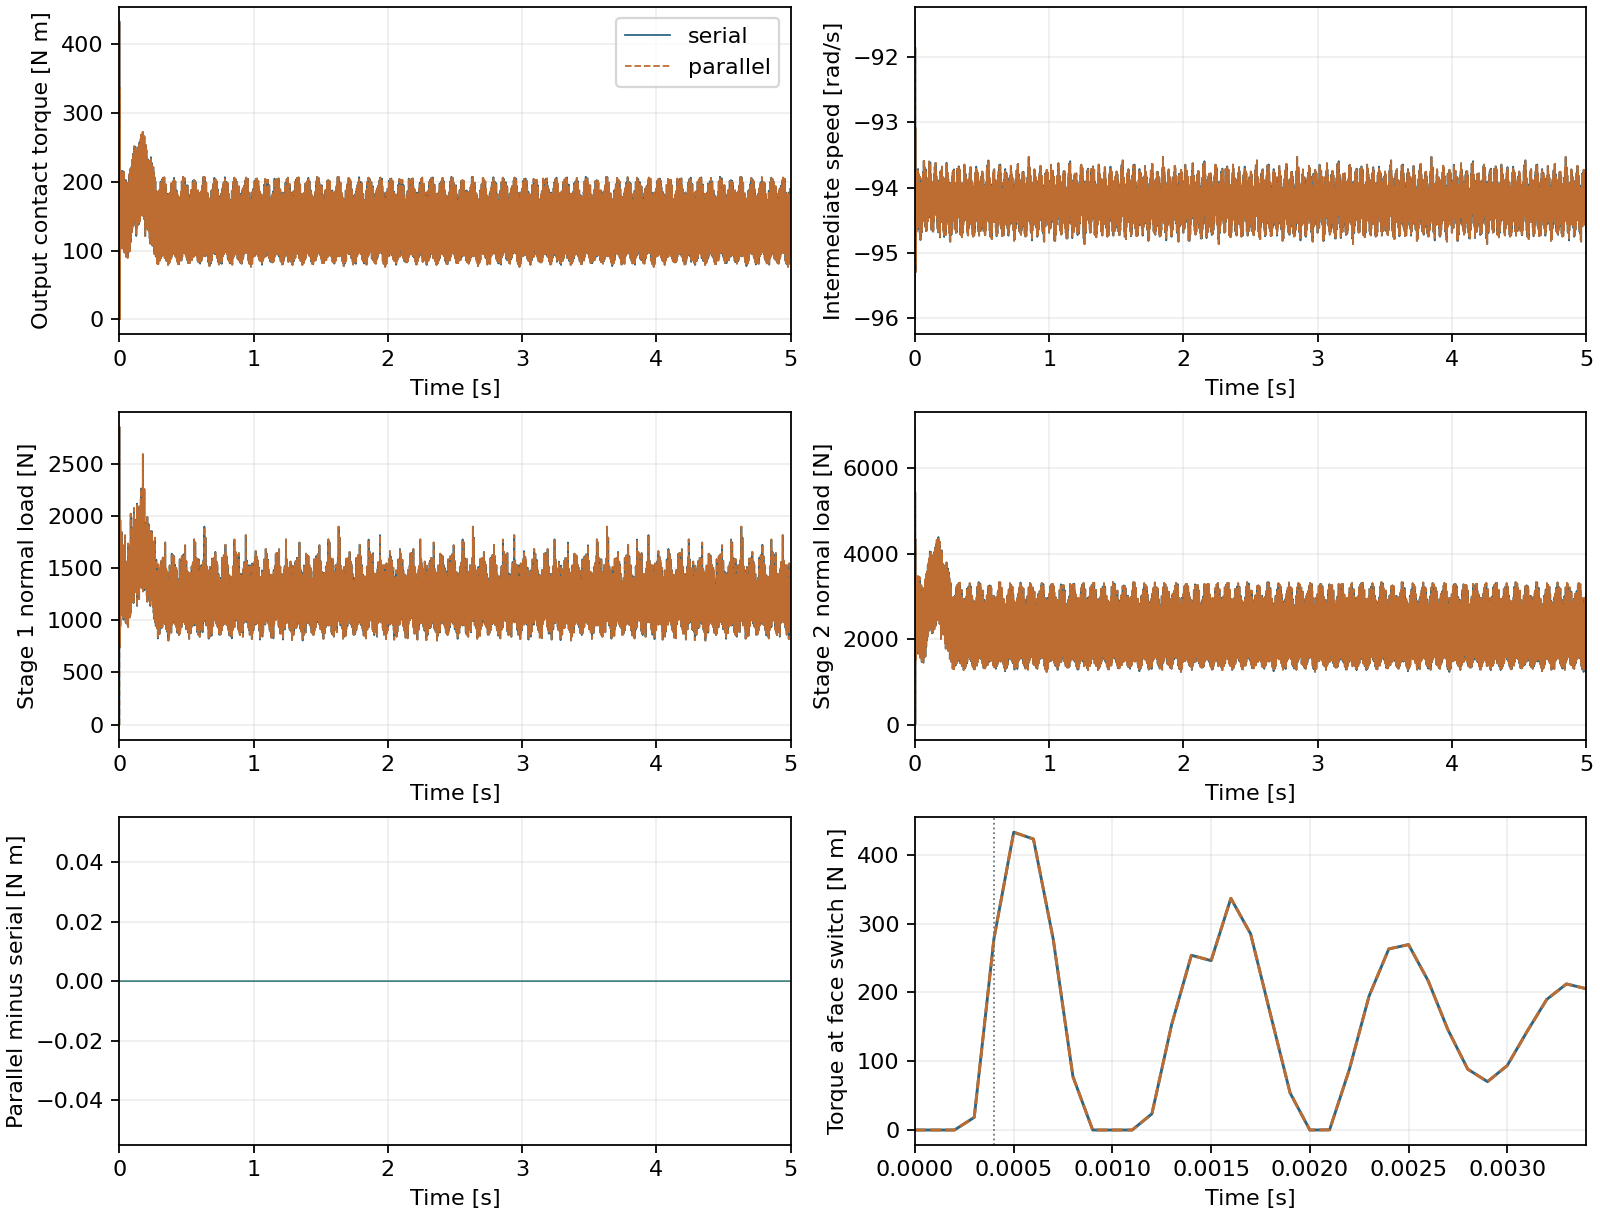 Output contact torque [N m]
400
300
200
100
0
serial
parallel
0 1 2 3 4 5
Time [s]
Intermediate speed [rad/s]
−92
−93
−94
−95
−96
0 1 2 3 4 5
Time [s]
Stage 1 normal load [N]
2500
2000
1500
1000
500
0
0 1 2 3 4 5
Time [s]
Stage 2 normal load [N]
6000
4000
2000
0
0 1 2 3 4 5
Time [s]
Parallel minus serial [N m]
0.04
0.02
0.00
−0.02
−0.04
0 1 2 3 4 5
Time [s]
Torque at face switch [N m]
400
300
200
100
0
0.0000 0.0005 0.0010 0.0015 0.0020 0.0025 0.0030
Time [s]